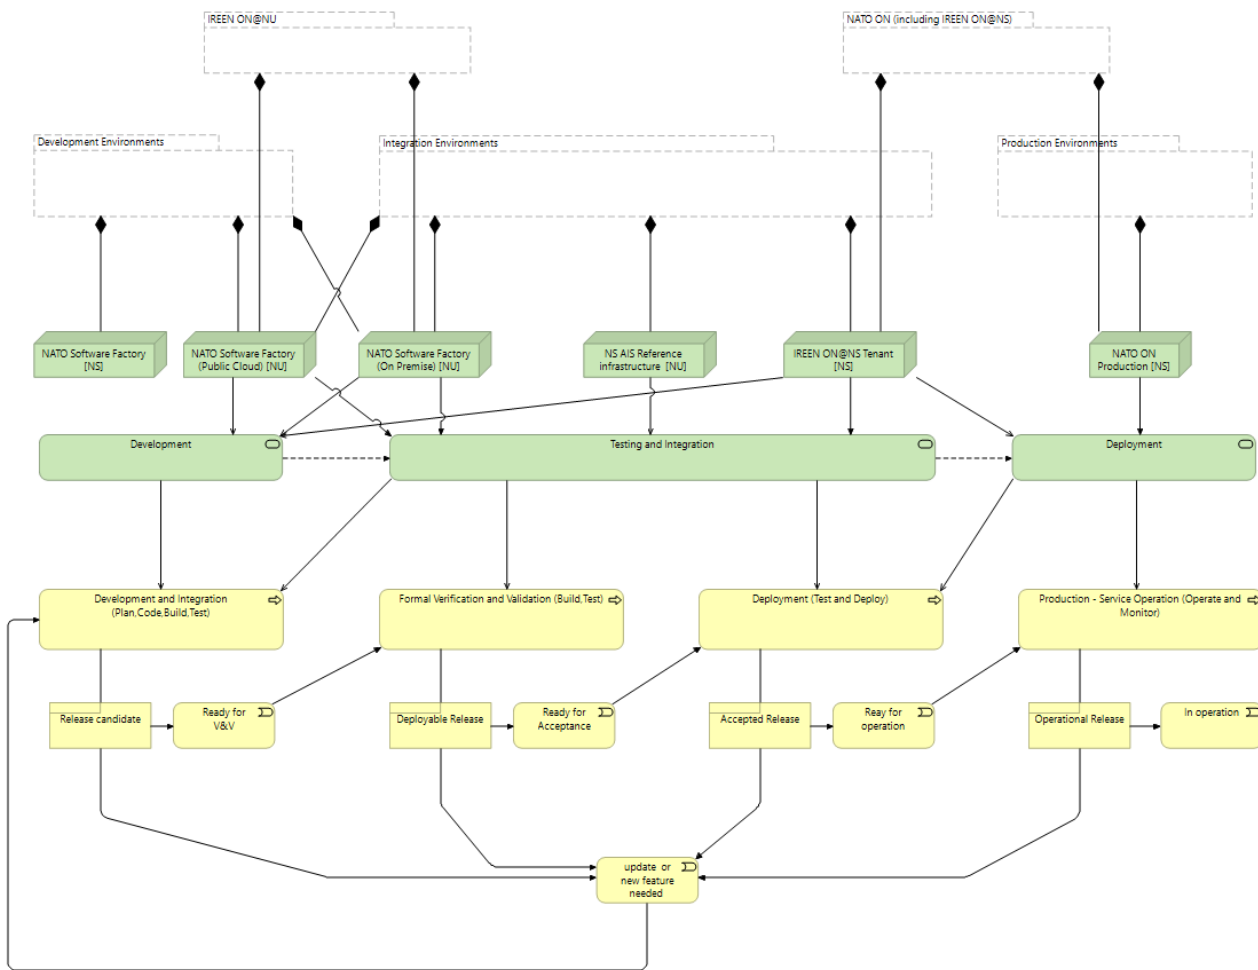 IREEN ON@NU
NATO ON (including IREEN ON@NS)
Development Environments
Integration Environments
Production Environments
NATO Software Factory
[NS]
NATO Software Factory
(Public Cloud) [NU]
NATO Software Factory
(On Premise) [NU]
NS AIS Reference
infrastructure [NU]
IREEN ON@NS Tenant
[NS]
NATO ON
Production [NS]
Development
Testing and Integration
Deployment
Development and Integration
(Plan,Code,Build,Test)
Formal Verification and Validation (Build,Test)
Deployment (Test and Deploy)
Production - Service Operation (Operate and
Monitor)
Release candidate
Ready for
V&V
Deployable Release
Ready for
Acceptance
Accepted Release
Reay for
operation
Operational Release
In operation
update or
new feature
needed